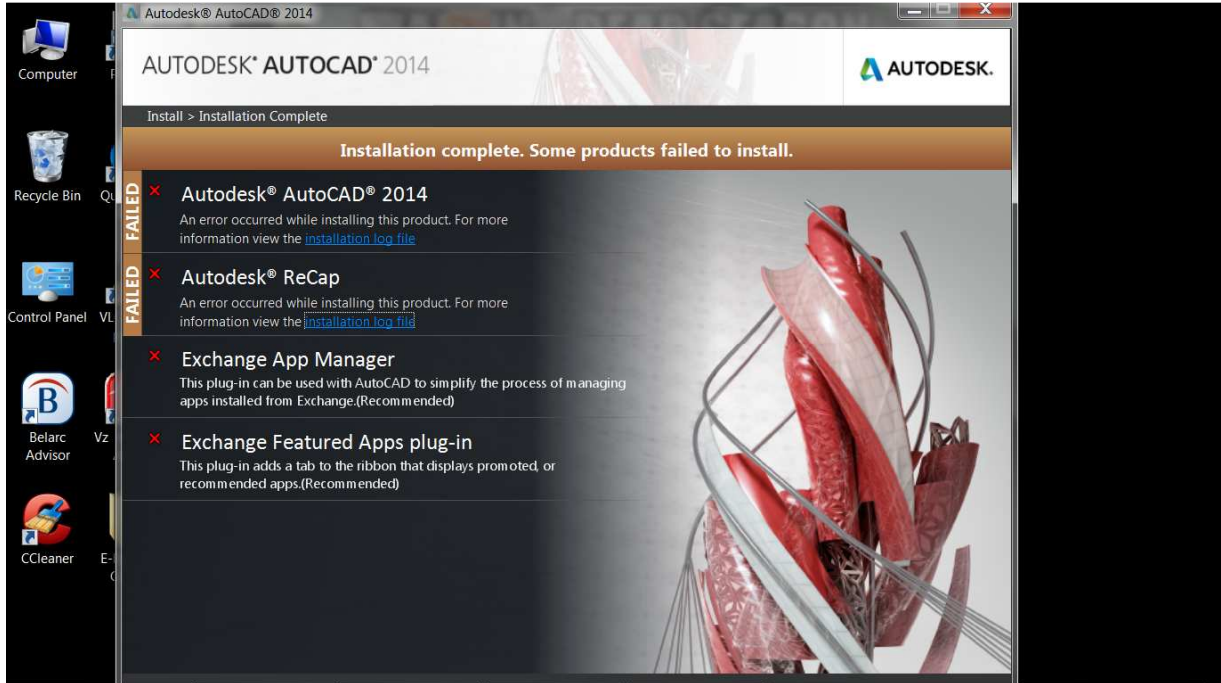 Autodesk® AutoCAD® 2014
AUTODESK® AUTOCAD® 2014
AUTODESK.
Install > Installation Complete
Installation complete. Some products failed to install.
FAILED
Autodesk® AutoCAD® 2014
An error occurred while installing this product. For more
information view the installation log file
FAILED
Autodesk® ReCap
An error occurred while installing this product. For more
information view the installation log file
Exchange App Manager
This plug-in can be used with AutoCAD to simplify the process of managing
apps installed from Exchange.(Recommended)
Exchange Featured Apps plug-in
This plug-in adds a tab to the ribbon that displays promoted, or
recommended apps.(Recommended)
Computer
Recycle Bin
Control Panel
B
Belarc
Advisor
CCleaner
Vz